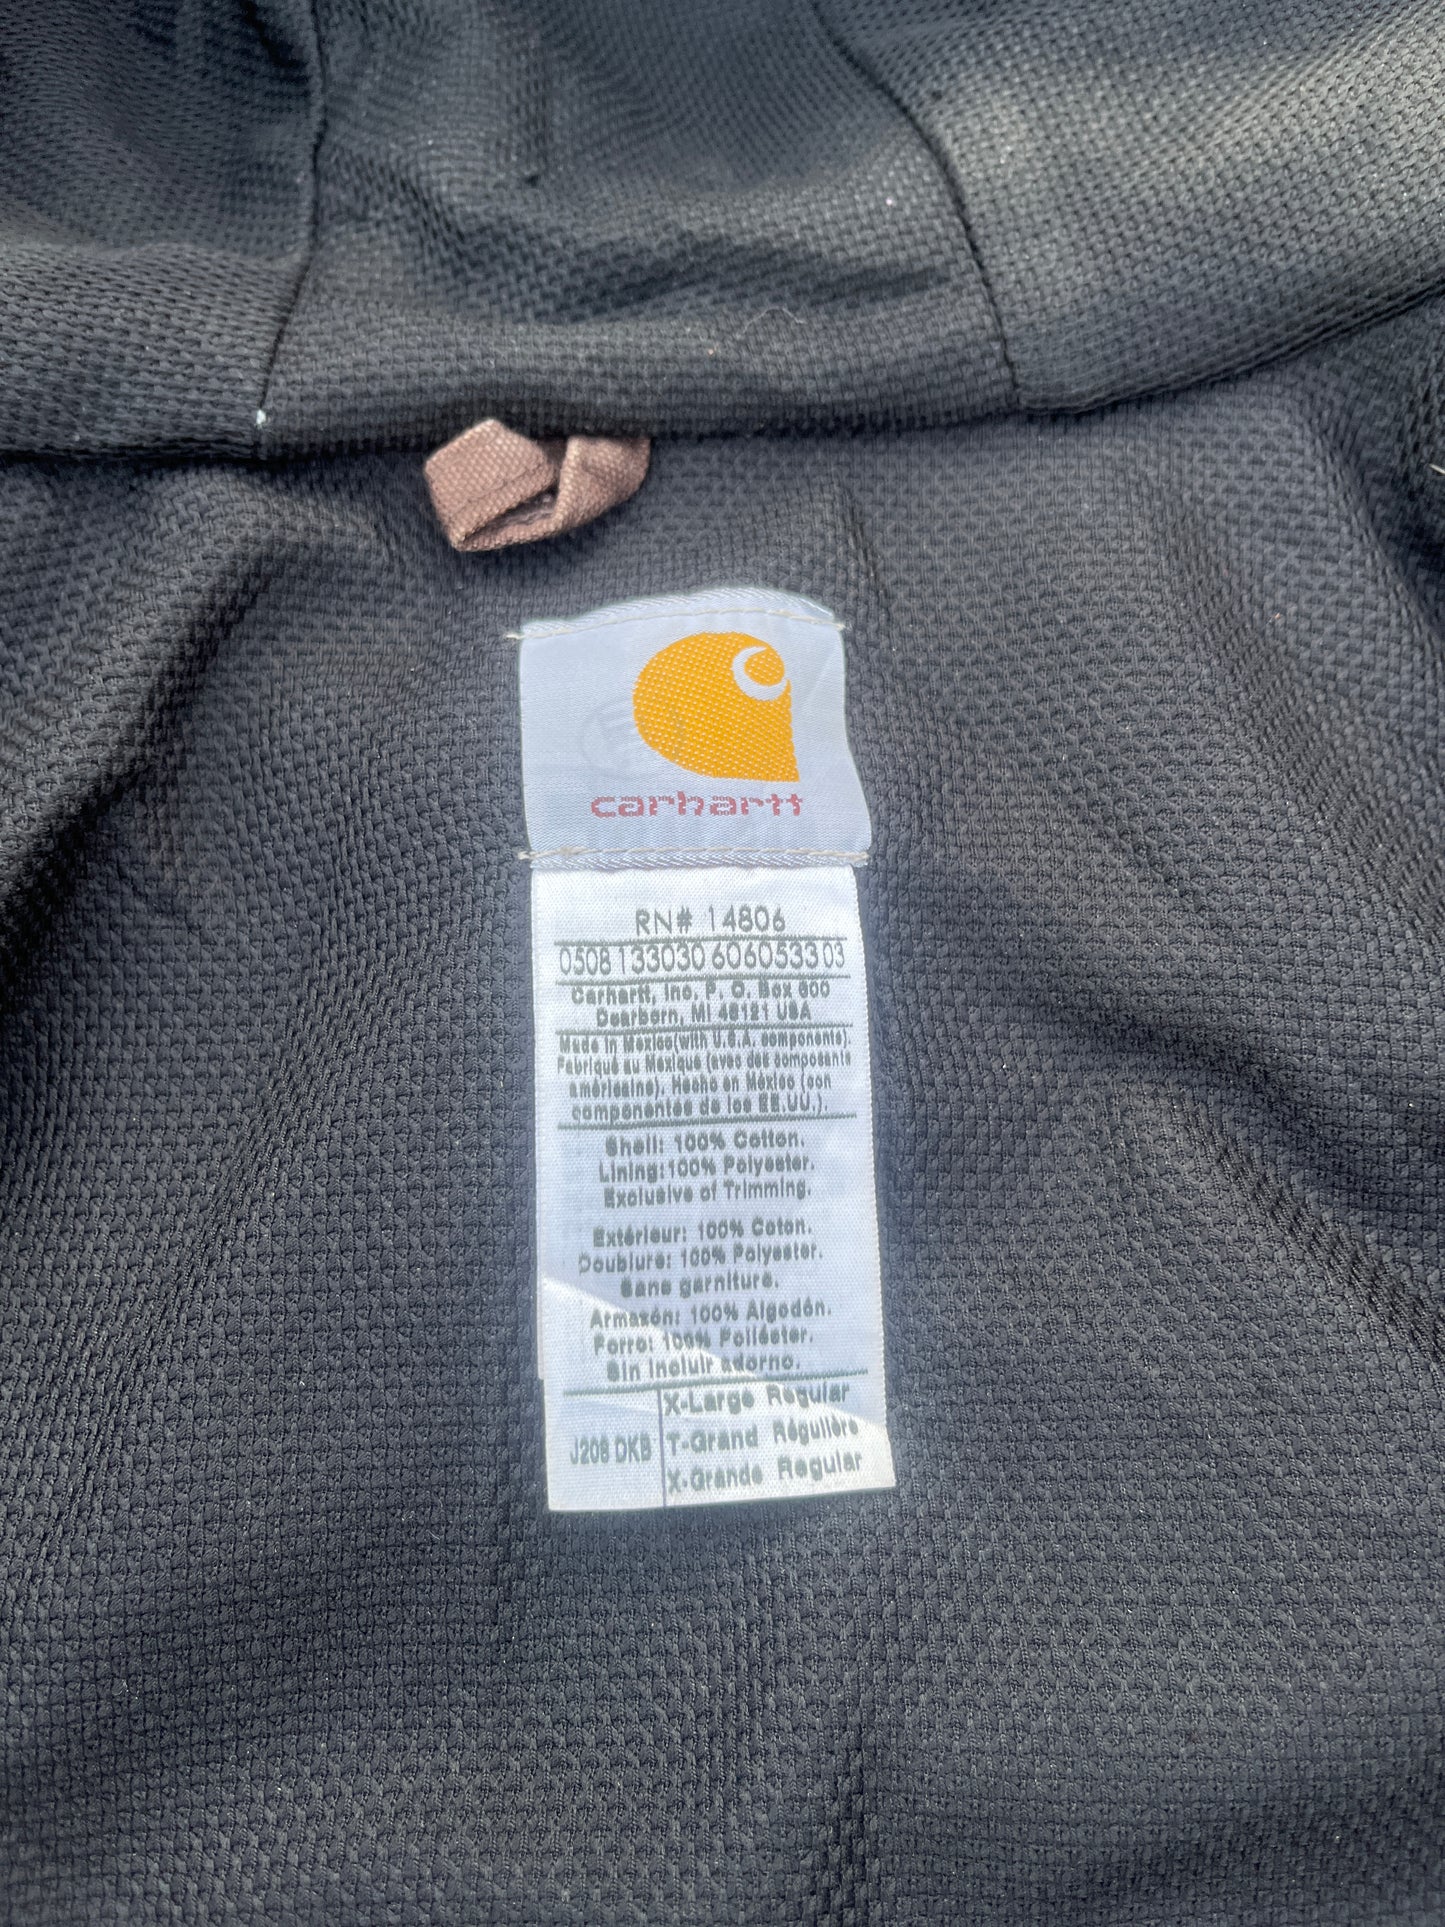 carhartt
RN# 14806
0508 133030 606053303
Carhartt, Inc. P. O. Box 600
Dearborn, MI 48121 USA
Made in Mexico(with U.S.A. components).
Fabriqué au Mexique (avec des composants
américains). Hecho en México (con
componentes de los EE.UU.).
Shell: 100% Cotton.
Lining:100% Polyester.
Exclusive of Trimming.
Extérieur: 100% Coton.
Doublure: 100% Polyester.
Sans garniture.
Armazón: 100% Algodón.
Forro: 100% Poliéster.
Sin incluir adorno.
X-Large Regular
J208 DKB T-Grand Régulière
X-Grande Regular